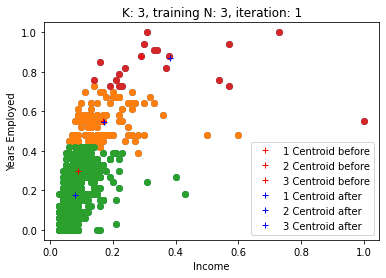 K: 3, training N: 3, iteration: 1
1.0
0.8
0.6
0.4
0.2
0.0
Years Employed
1 Centroid before
2 Centroid before
3 Centroid before
1 Centroid after
2 Centroid after
3 Centroid after
0.0 0.2 0.4 0.6 0.8 1.0
Income